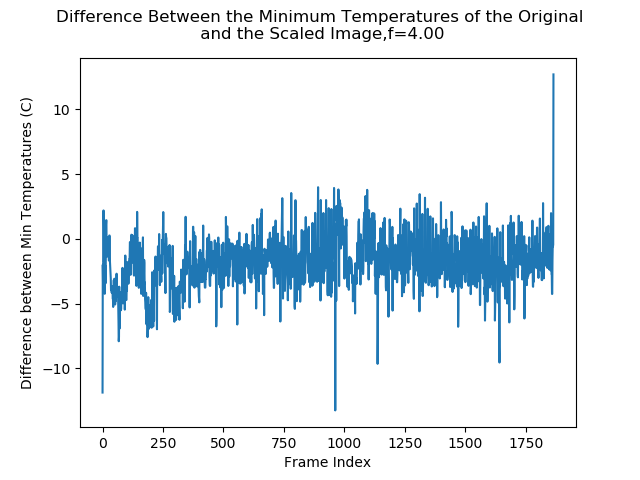 Difference Between the Minimum Temperatures of the Original
and the Scaled Image,f=4.00
Difference between Min Temperatures (C)
10
5
0
−5
−10
0 250 500 750 1000 1250 1500 1750
Frame Index